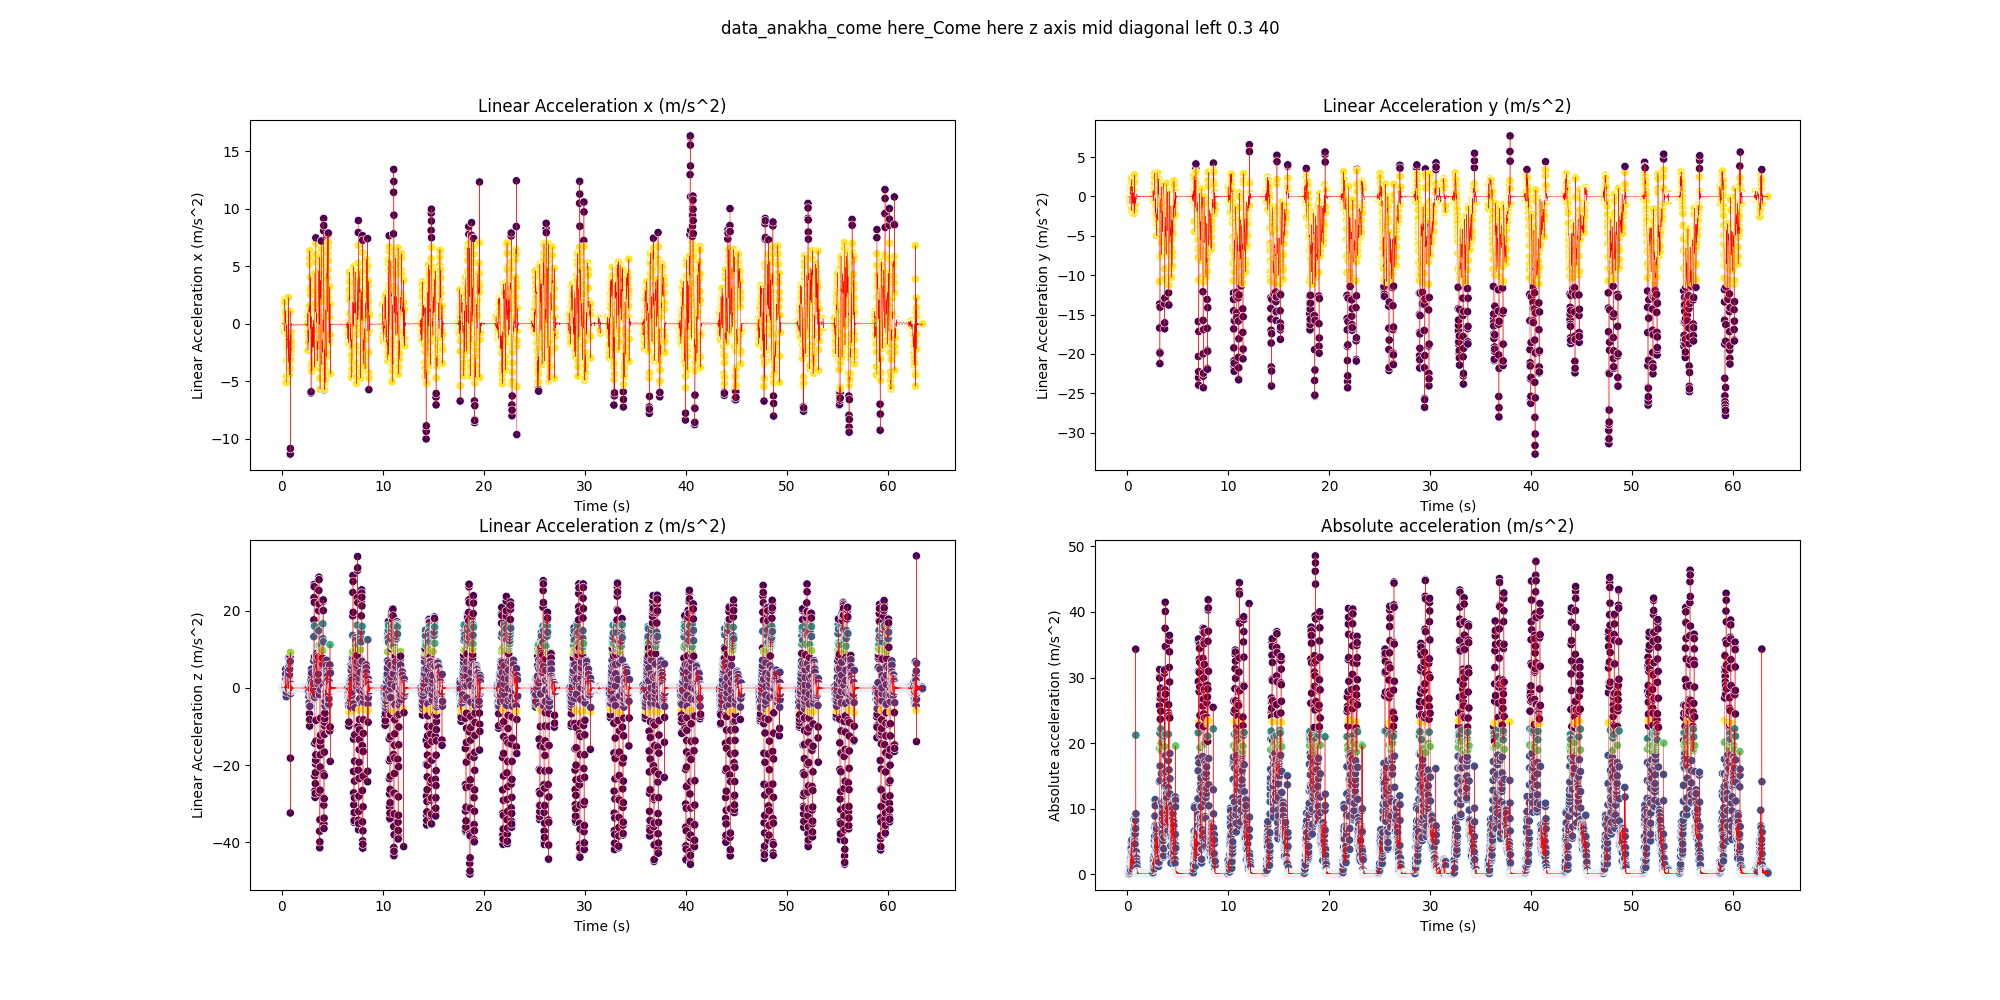 data_anakha_come here_Come here z axis mid diagonal left 0.3 40
Linear Acceleration x (m/s^2)
Linear Acceleration x (m/s^2)
15
10
5
0
−5
−10
0 10 20 30 40 50 60
Time (s)
Linear Acceleration y (m/s^2)
Linear Acceleration y (m/s^2)
5
0
−5
−10
−15
−20
−25
−30
0 10 20 30 40 50 60
Time (s)
Linear Acceleration z (m/s^2)
Linear Acceleration z (m/s^2)
20
0
−20
−40
0 10 20 30 40 50 60
Time (s)
Absolute acceleration (m/s^2)
Absolute acceleration (m/s^2)
50
40
30
20
10
0
0 10 20 30 40 50 60
Time (s)